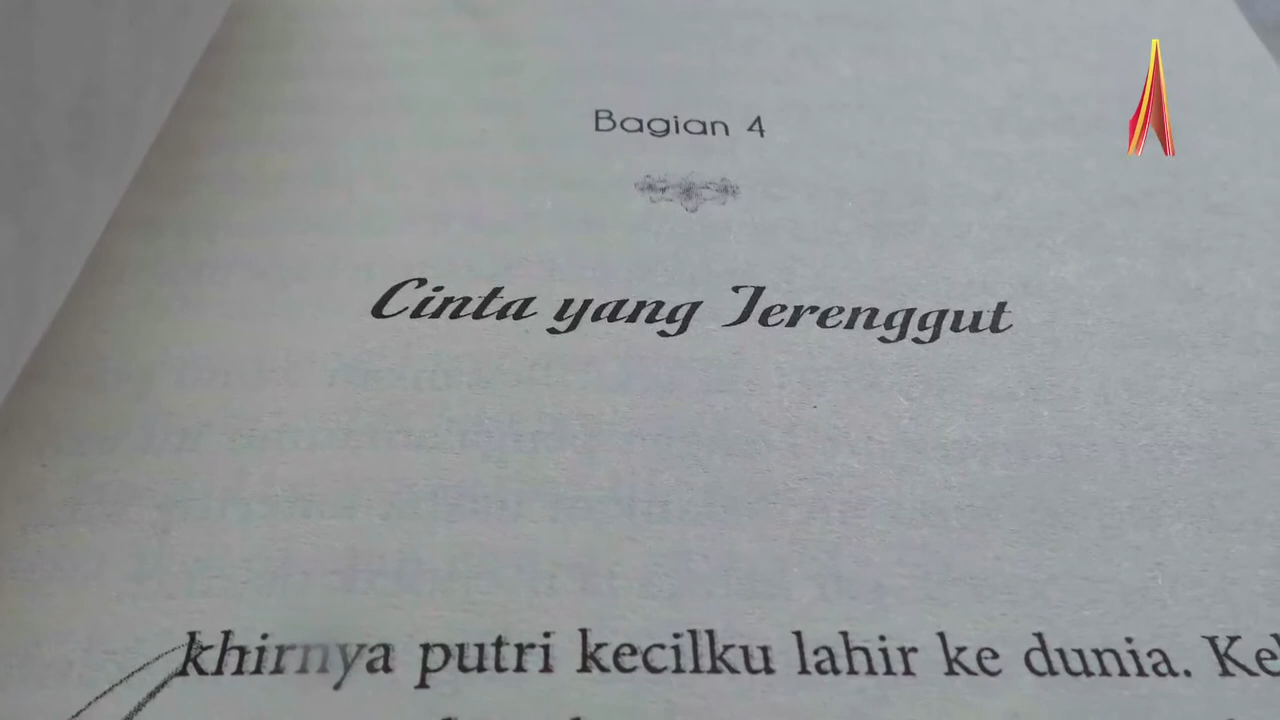 Bagian 4
Cinta yang Terenggut
khirnya putri kecilku lahir ke dunia.